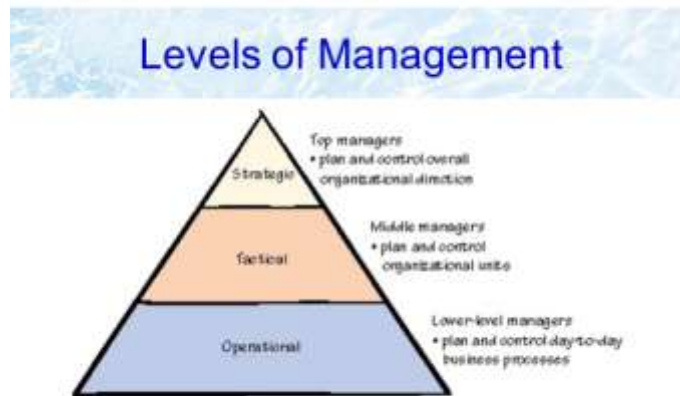 Levels of Management
Strategic
Top managers
• plan and control overall
organizational direction
Tactical
Middle managers
• plan and control
organizational units
Operational
Lower-level managers
• plan and control day-to-day
business processes